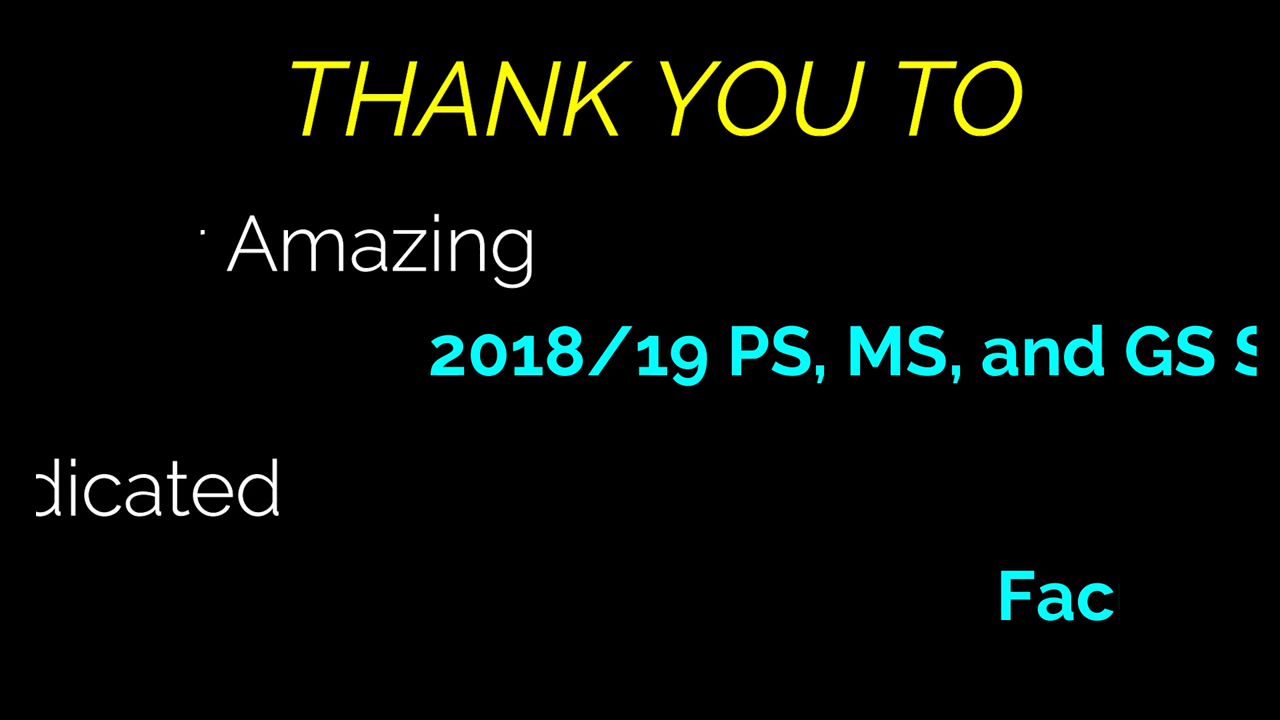 THANK YOU TO
Amazing
2018/19 PS, MS, and GS S
dicated
Fac